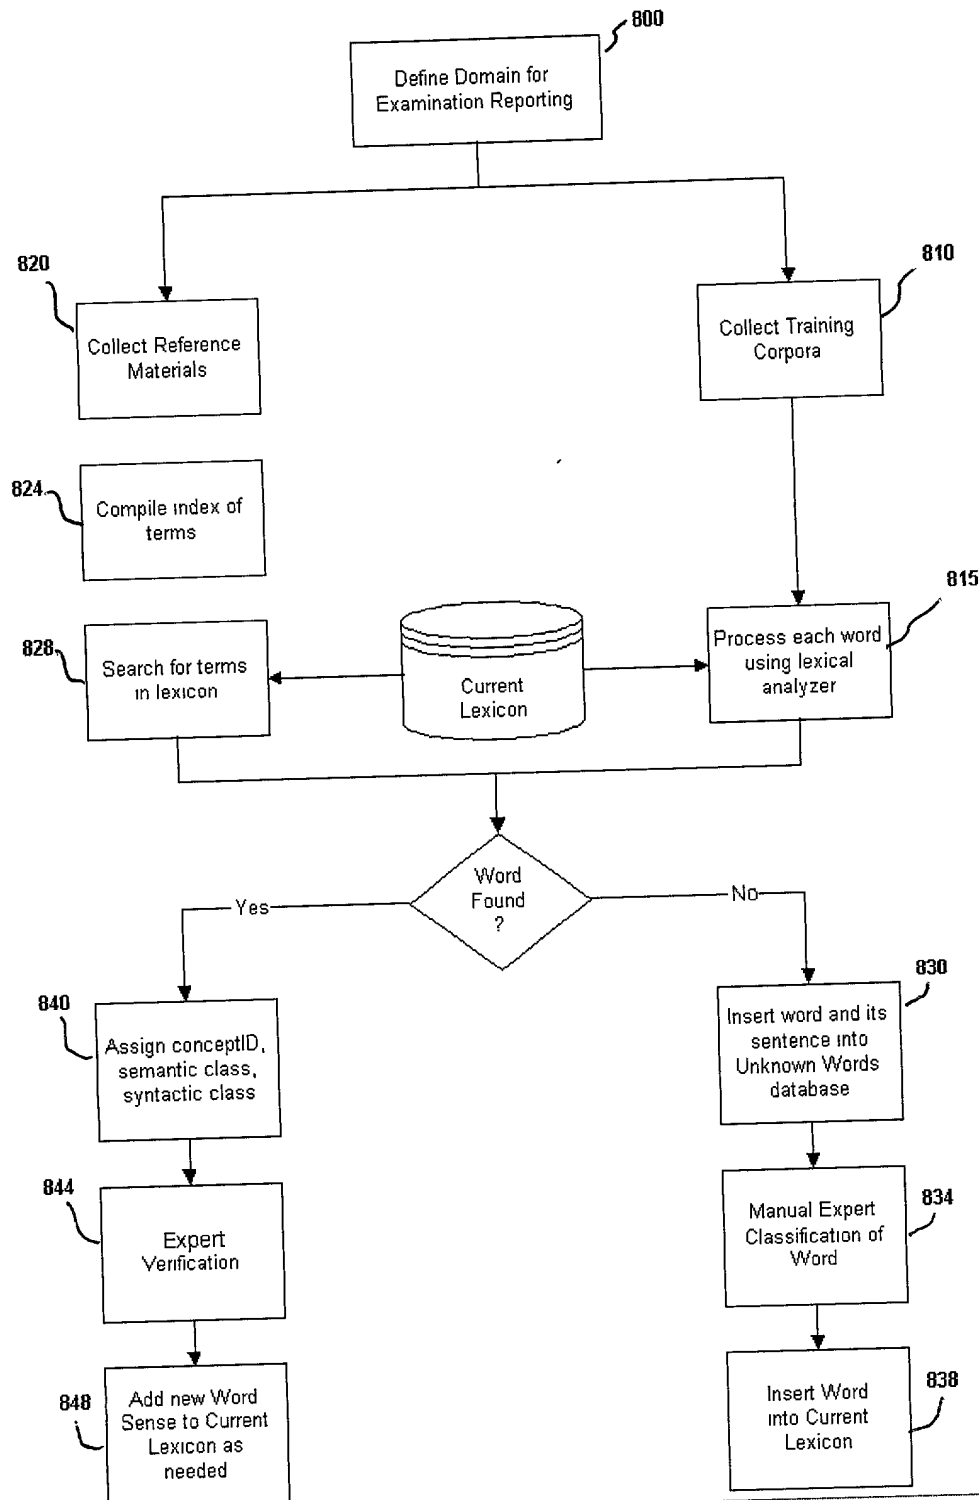 800
Define Domain for
Examination Reporting
820
810
Collect Reference
Materials
Collect Training
Corpora
824
Compile index of
terms
815
828
Search for terms
in lexicon
Current
Lexicon
Process each word
using lexical
analyzer
Word
Found
?
Yes
No
840
Assign conceptID,
semantic class,
syntactic class
830
Insert word and its
sentence into
Unknown Words
database
844
Expert
Verification
834
Manual Expert
Classification of
Word
848
Add new Word
Sense to Current
Lexicon as
needed
838
Insert Word
into Current
Lexicon